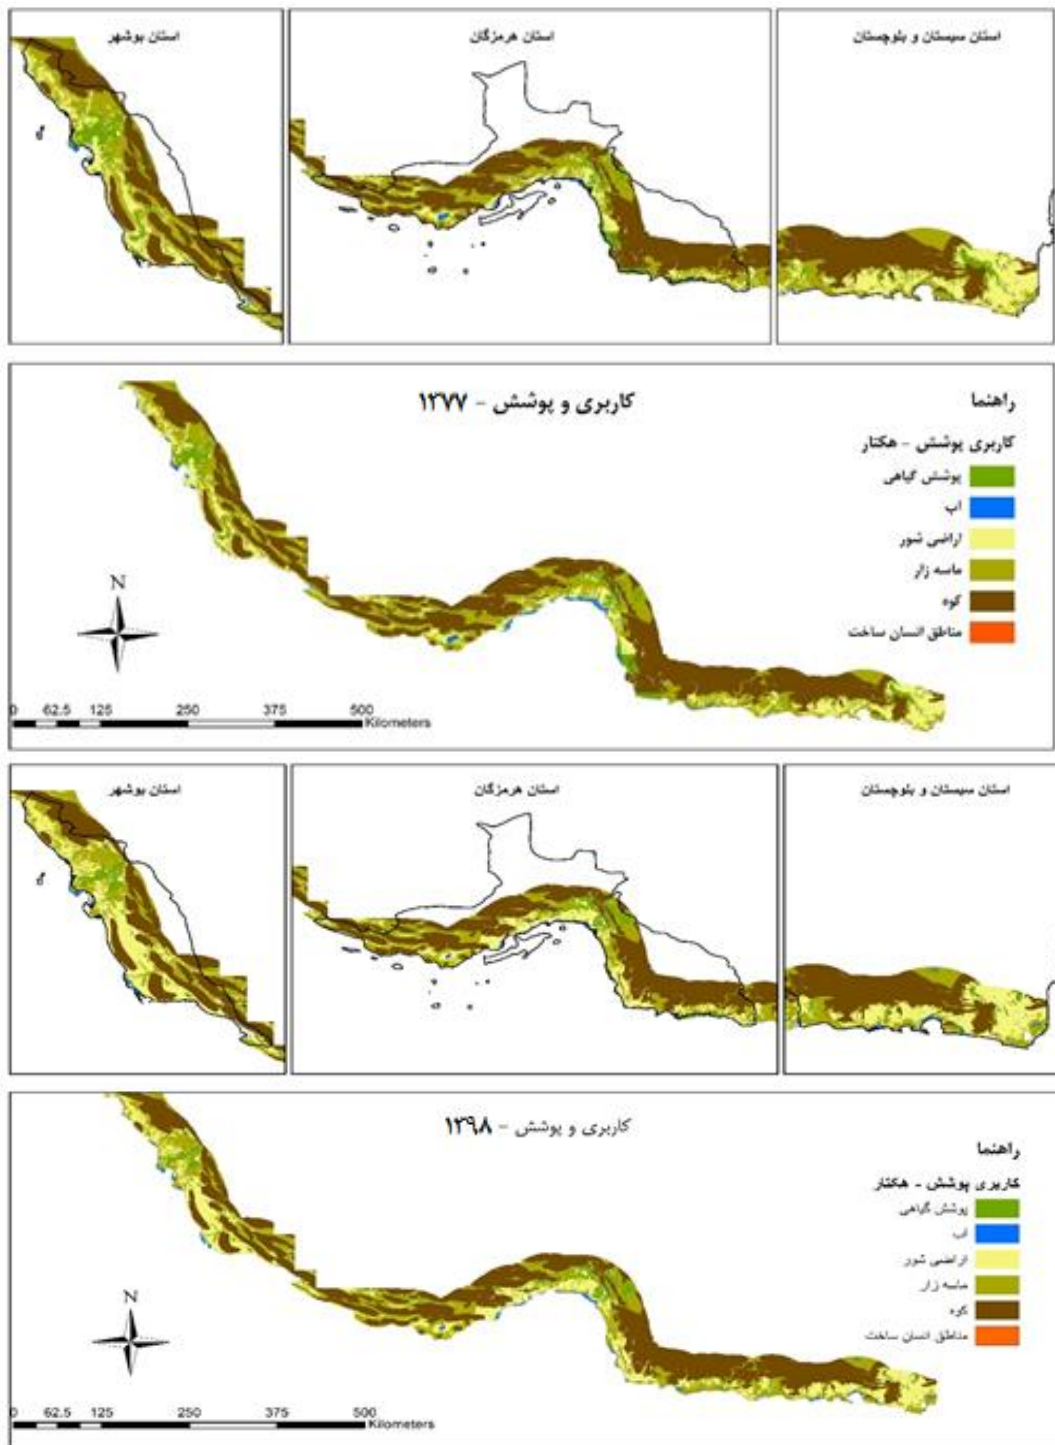 استان بوشهر
استان هرمزگان
استان سیستان و بلوچستان
کاربری و پوشش - ۱۳۷۷
راهنما
کاربری پوشش - هکتار
پوشش گیاهی
اب
اراضی شور
ماسه زار
کوه
مناطق انسان ساخت
N
0 62.5 125 250 375 500
Kilometers
استان بوشهر
استان هرمزگان
استان سیستان و بلوچستان
کاربری و پوشش - ۱۳۹۸
راهنما
کاربری پوشش - هکتار
پوشش گیاهی
اب
اراضی شور
ماسه زار
کوه
مناطق انسان ساخت
N
0 62.5 125 250 375 500
Kilometers